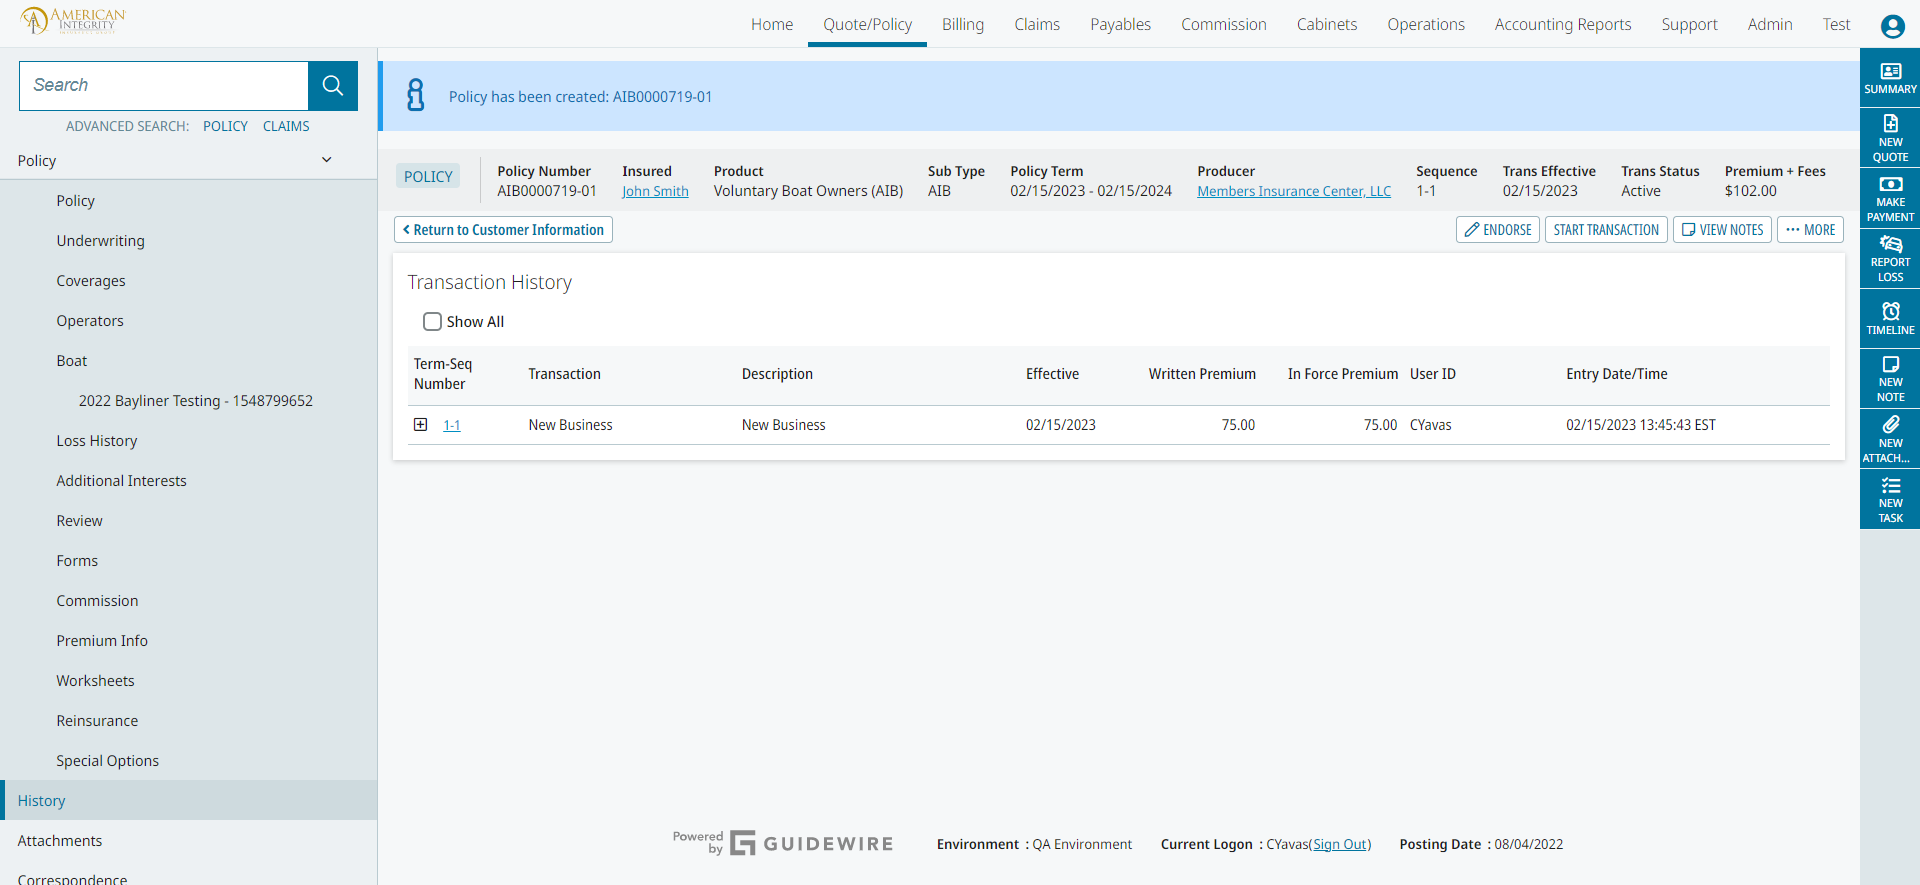 AMERICAN
INTEGRITY
Home Quote/Policy Billing Claims Payables Commission Cabinets Operations Accounting Reports Support Admin Test
Search
ADVANCED SEARCH: POLICY CLAIMS
Policy
Policy
Underwriting
Coverages
Operators
Boat
2022 Bayliner Testing - 1548799652
Loss History
Additional Interests
Review
Forms
Commission
Premium Info
Worksheets
Reinsurance
Special Options
History
Attachments
Correspondence
Policy has been created: AIB0000719-01
POLICY
Policy Number Insured Product Sub Type Policy Term Producer Sequence Trans Effective Trans Status Premium + Fees
AIB0000719-01 John Smith Voluntary Boat Owners (AIB) AIB 02/15/2023 - 02/15/2024 Members Insurance Center, LLC 1-1 02/15/2023 Active $102.00
Return to Customer Information
ENDORSE START TRANSACTION VIEW NOTES ••• MORE
Transaction History
Show All
Term-Seq
Number Transaction Description Effective Written Premium In Force Premium User ID Entry Date/Time
1-1 New Business New Business 02/15/2023 75.00 75.00 CYavas 02/15/2023 13:45:43 EST
Powered
by GUIDEWIRE
Environment : QA Environment Current Logon : CYavas(Sign Out) Posting Date : 08/04/2022
SUMMARY
NEW
QUOTE
MAKE
PAYMENT
REPORT
LOSS
TIMELINE
NEW
NOTE
NEW
ATTACH...
NEW
TASK